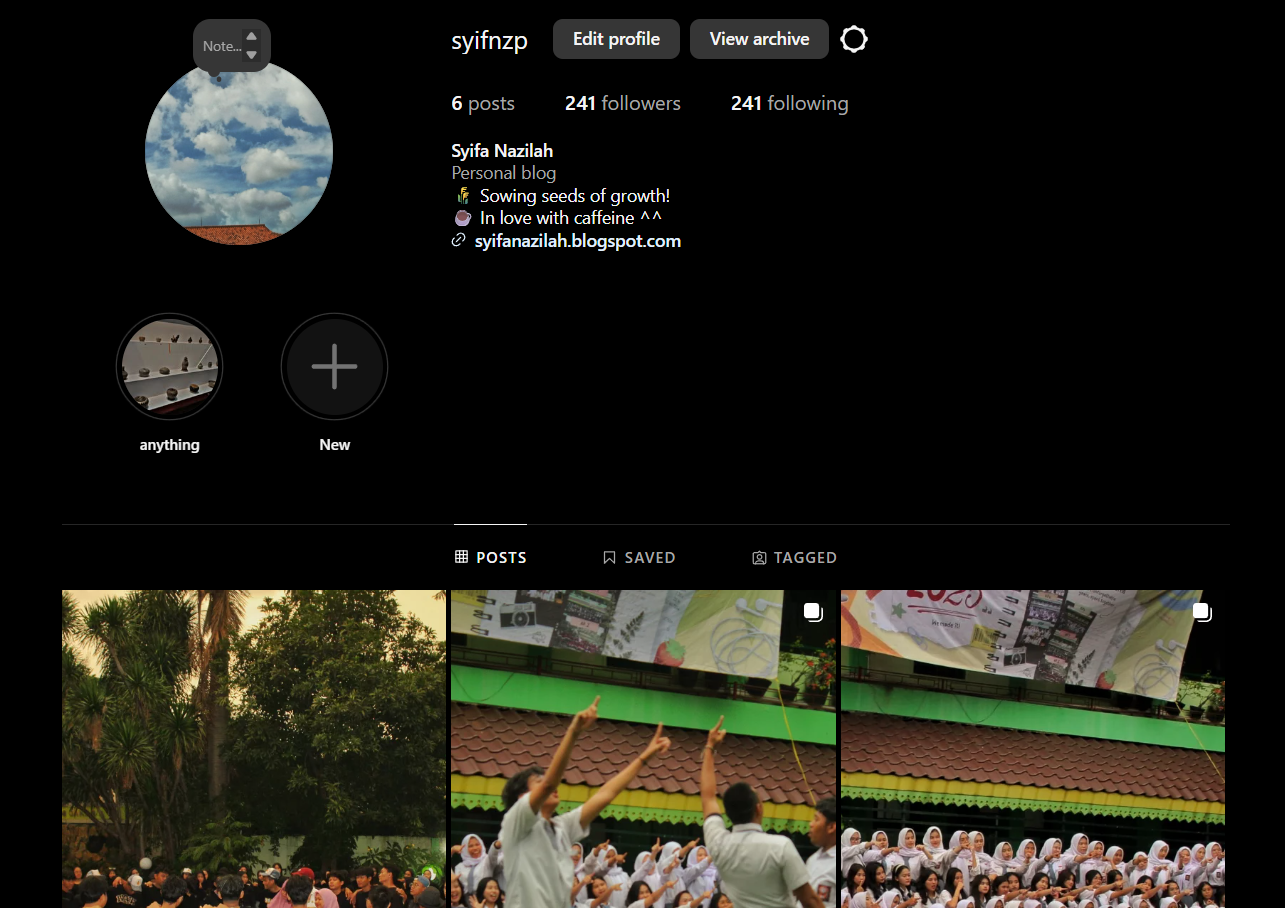 Note...
syifnzp
Edit profile
View archive
6 posts
241 followers
241 following
Syifa Nazilah
Personal blog
Sowing seeds of growth!
In love with caffeine ^^
syifanazilah.blogspot.com
anything
New
POSTS
SAVED
TAGGED
2023